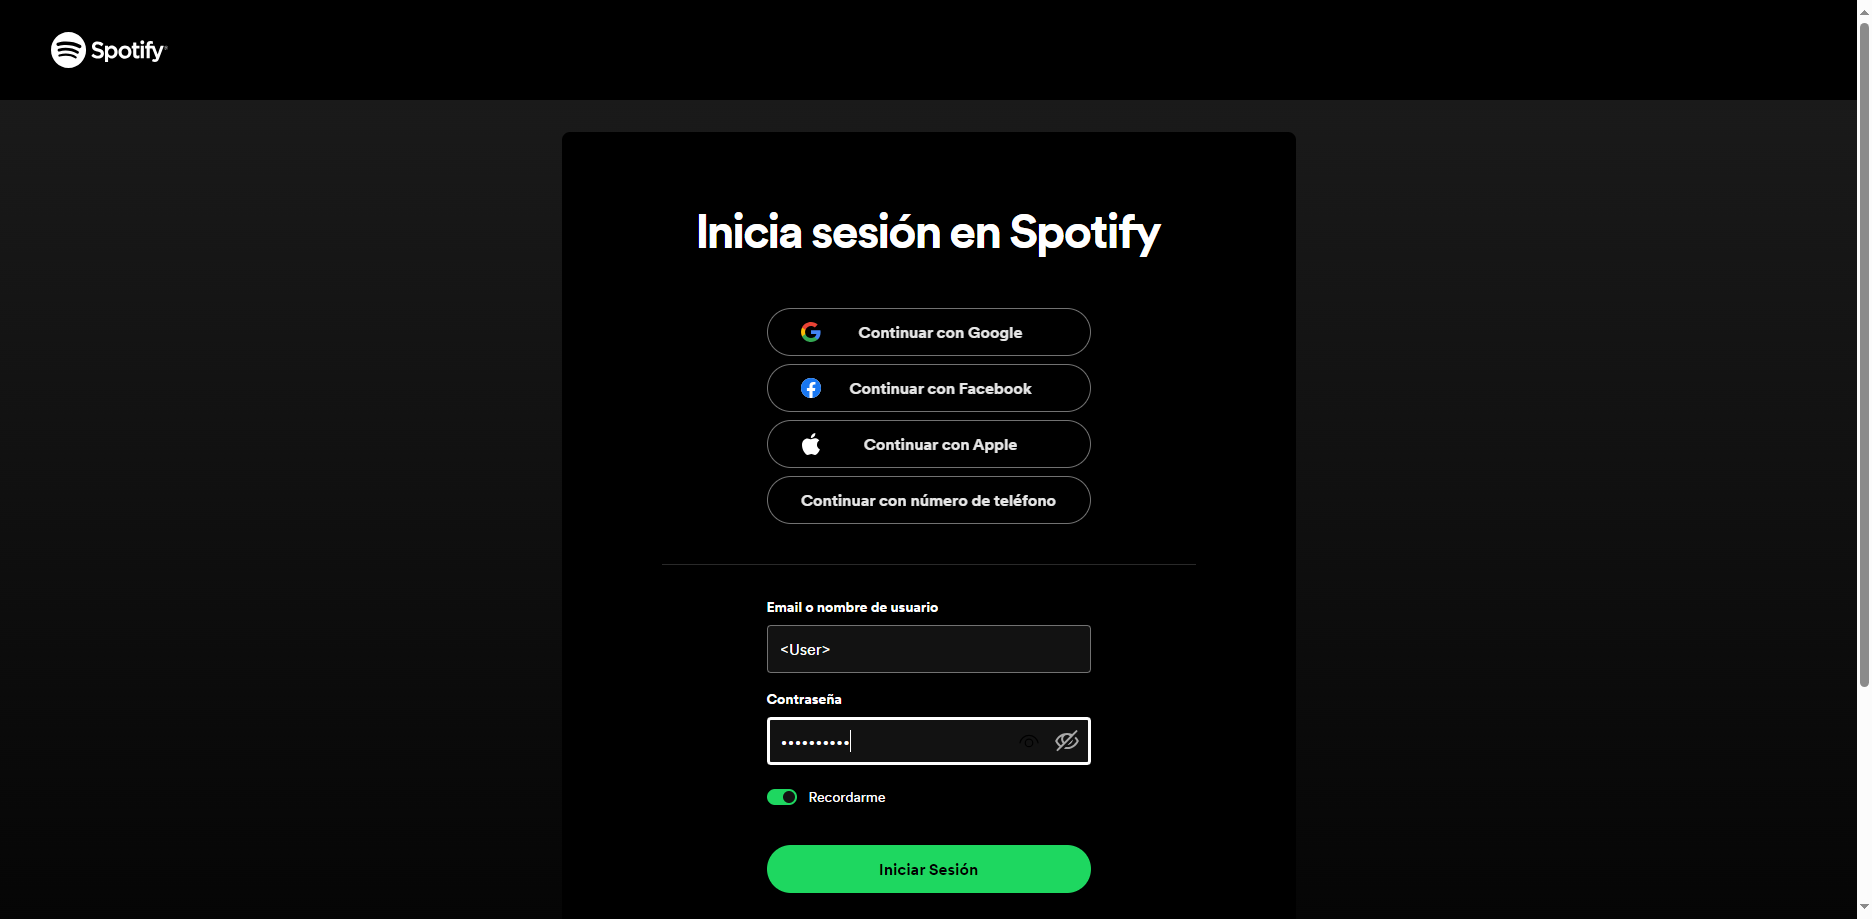 Spotify
Inicia sesión en Spotify
Continuar con Google
Continuar con Facebook
Continuar con Apple
Continuar con número de teléfono
Email o nombre de usuario
<User>
Contraseña
••••••••••
Recordarme
Iniciar Sesión